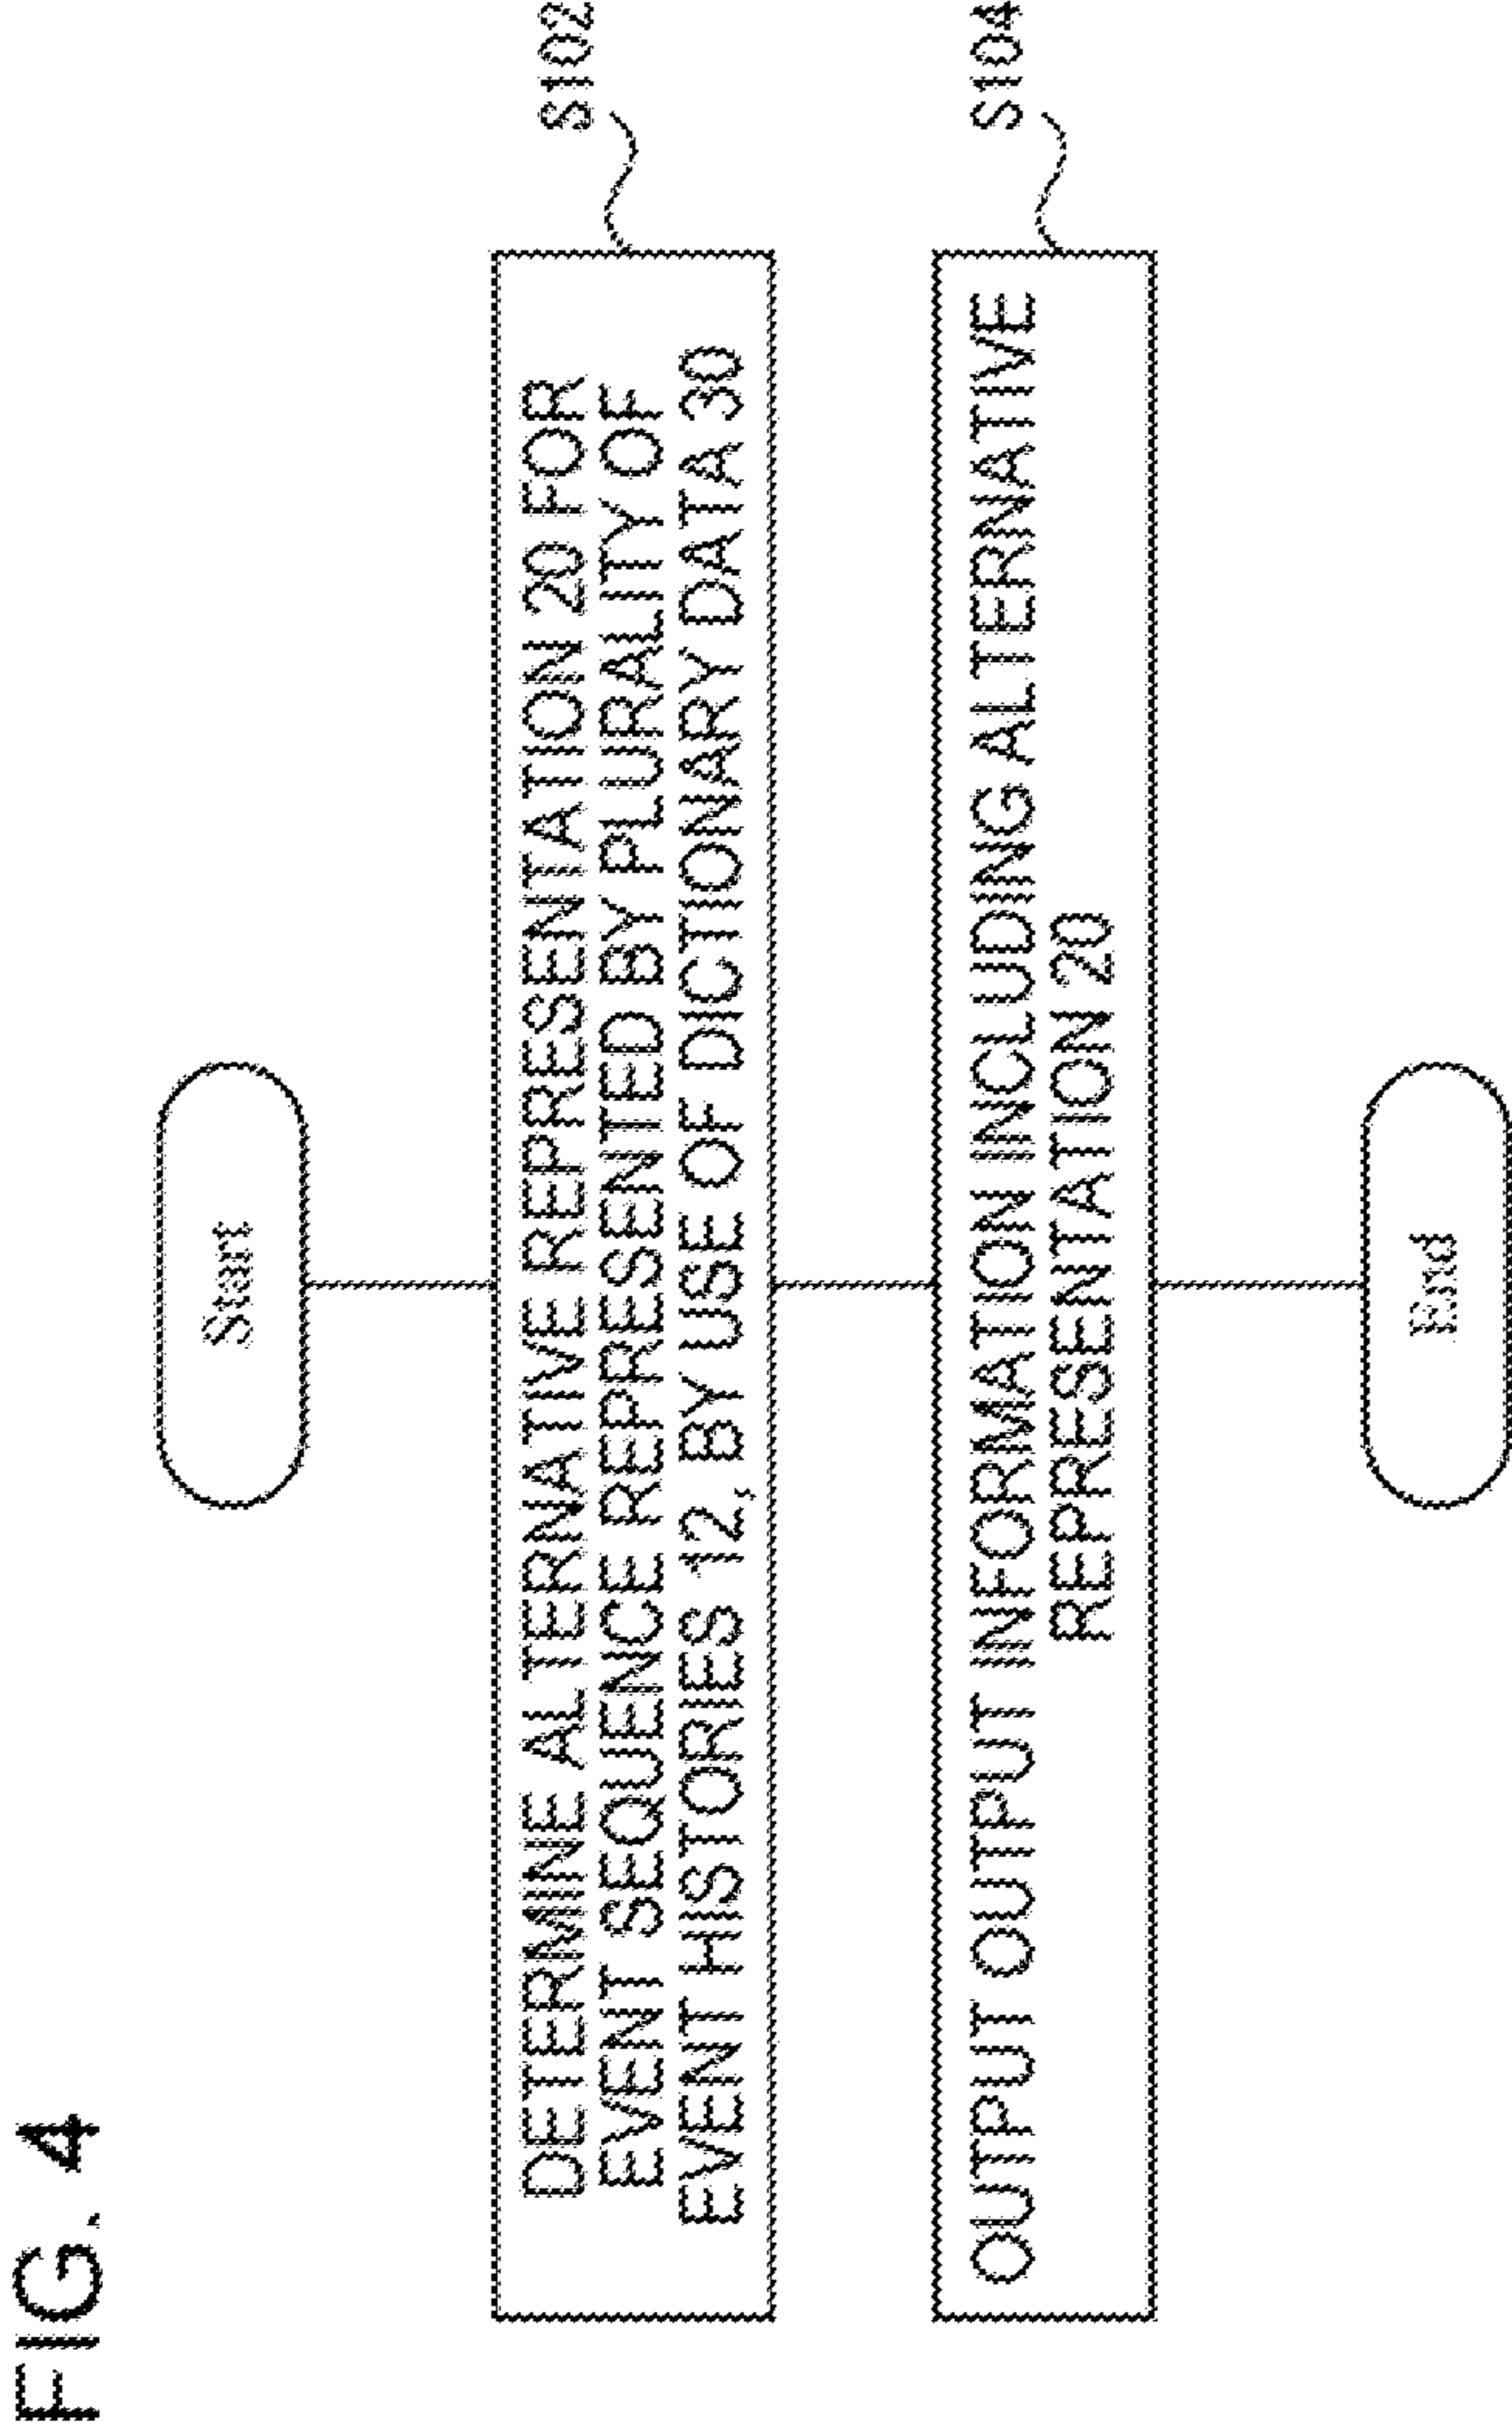 FIG. 4
Start
DETERMINE ALTERNATIVE REPRESENTATION 20 FOR
EVENT SEQUENCE REPRESENTED BY PLURALITY OF
EVENT HISTORIES 12, BY USE OF DICTIONARY DATA 30
S102
OUTPUT OUTPUT INFORMATION INCLUDING ALTERNATIVE
REPRESENTATION 20
S104
End